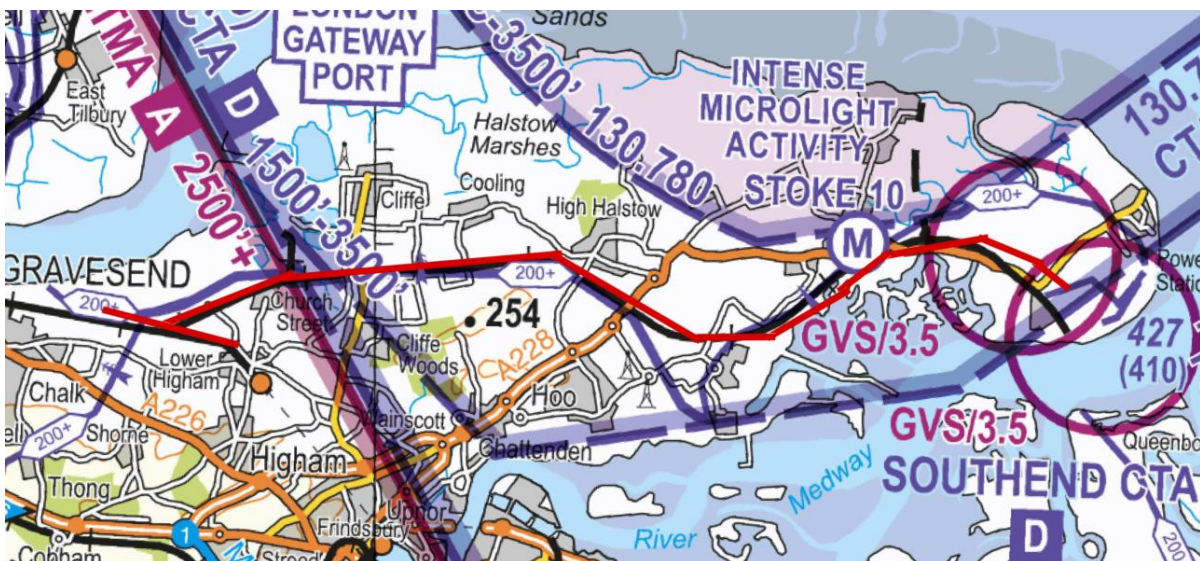 Sands
LONDON
GATEWAY
PORT
TMA
A
2500'+
CTA
D
1500'-3500'
C-3500' 130.780
East
Tilbury
INTENSE
MICROLIGHT
ACTIVITY
STOKE 10
M
130.7
CT
Halstow
Marshes
Cooling
Cliffe
High Halstow
200+
GRAVESEND
200+
200+
Church
Street
254
Cliffe
Woods
A228
Hoo
GVS/3.5
Powe
Statio
427
(410)
Lower
Higham
Chalk
A226
Shorne
200+
Wainscott
Chattenden
GVS/3.5
Queenbo
SOUTHEND CTA
D
Higham
Thong
Upnor
Frindsbury
Medway
River
1
M
Cobham
Strood
200+